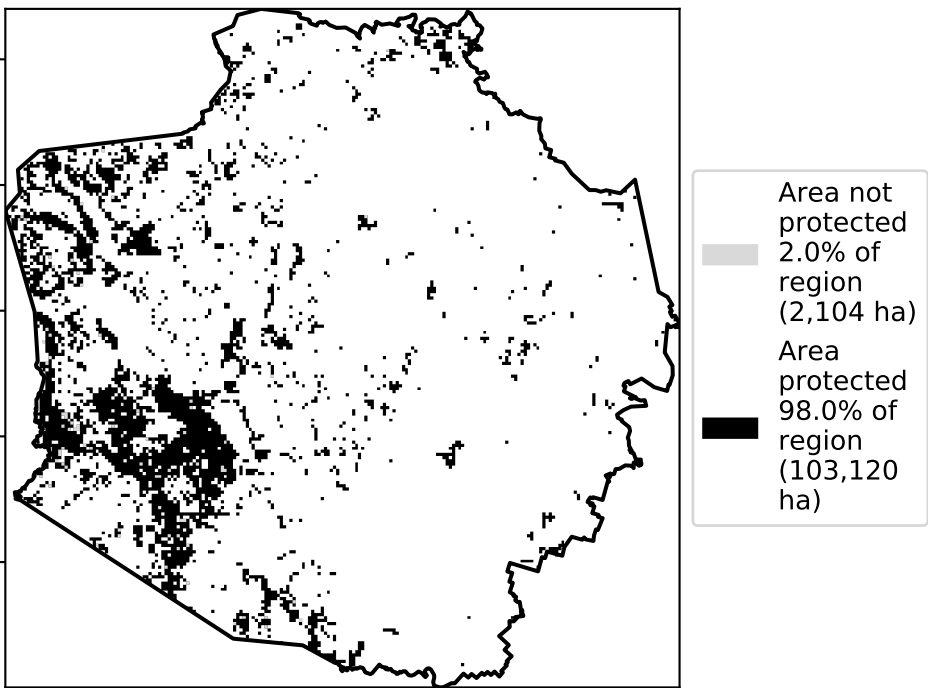 Area not
protected
2.0% of
region
(2,104 ha)
Area
protected
98.0% of
region
(103,120
ha)